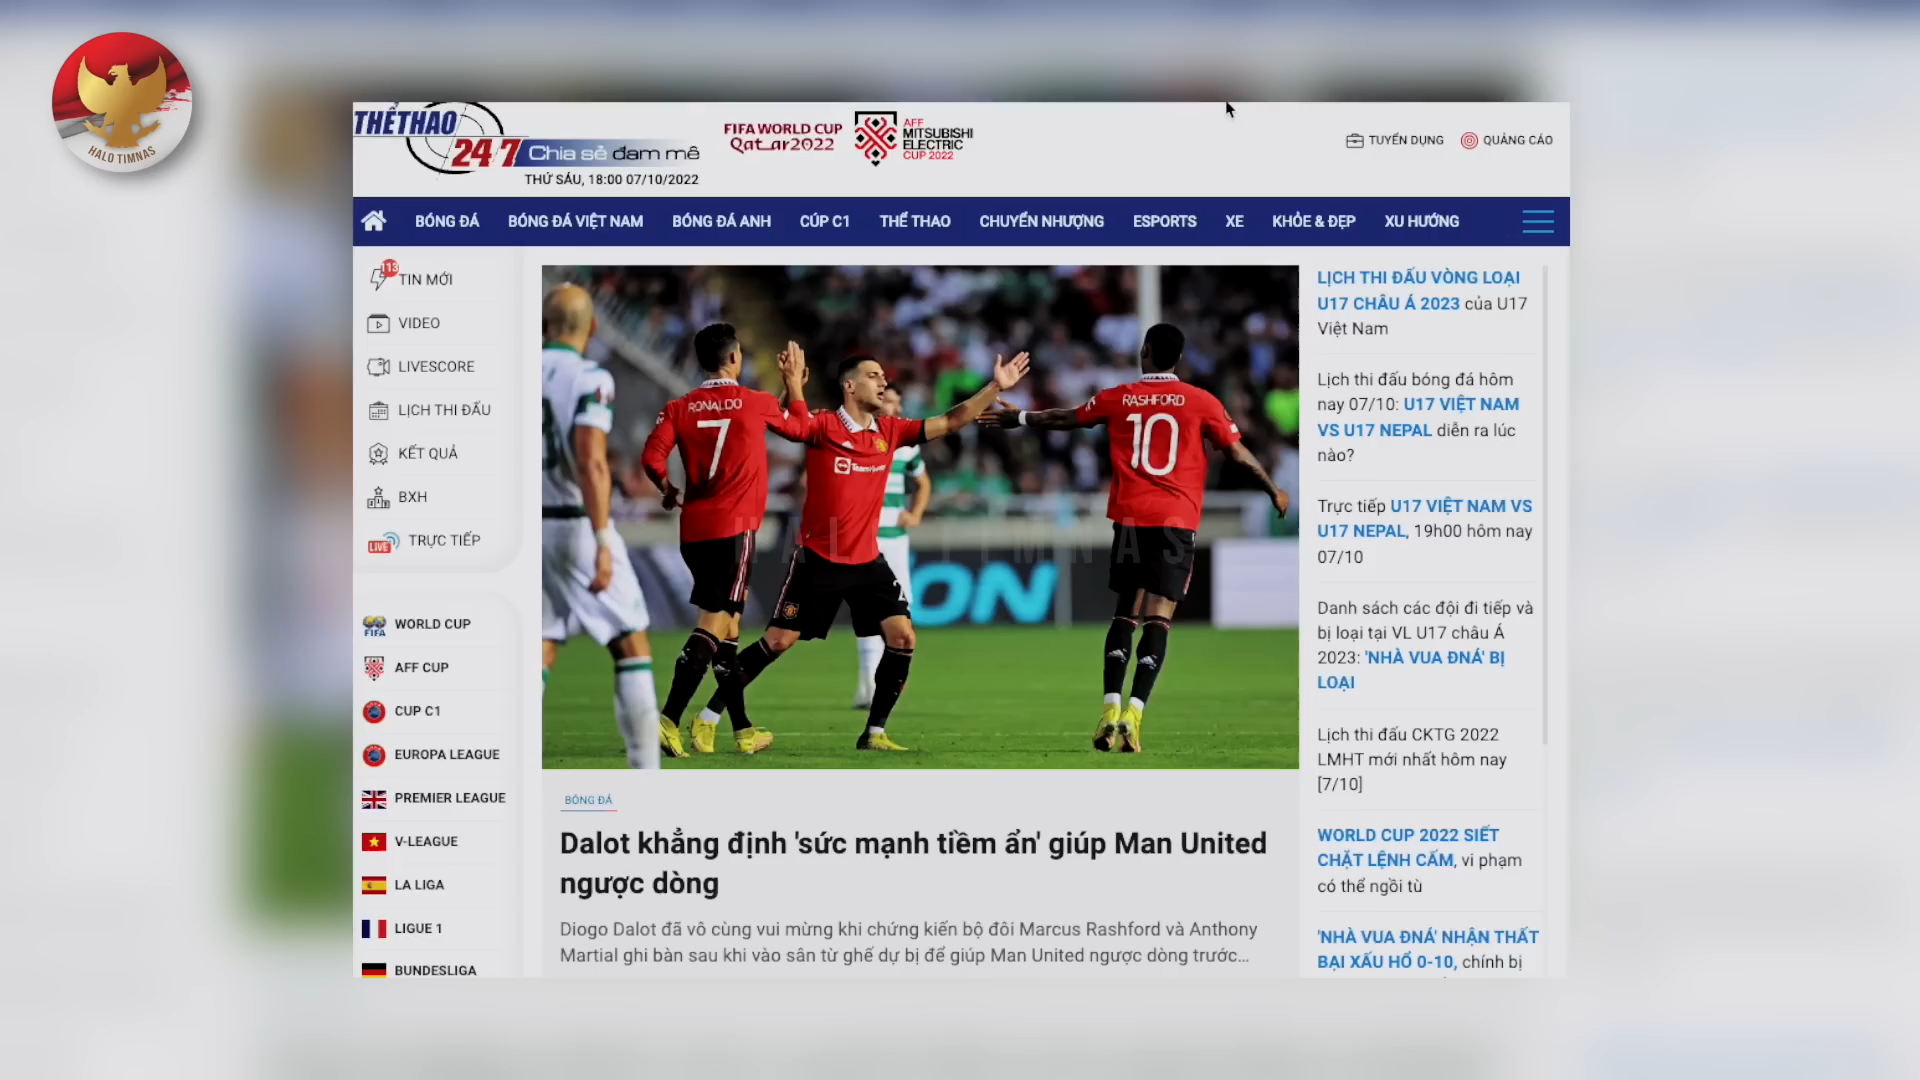 HALO TIMNAS
THỂTHAO
24 7 Chia sẻ đam mê
THỨ SÁU, 18:00 07/10/2022
FIFA WORLD CUP
Qatar2022
AFF
MITSUBISHI
ELECTRIC
CUP 2022
TUYỂN DỤNG
QUẢNG CÁO
BÓNG ĐÁ
BÓNG ĐÁ VIỆT NAM
BÓNG ĐÁ ANH
CÚP C1
THỂ THAO
CHUYỂN NHƯỢNG
ESPORTS
XE
KHỎE & ĐẸP
XU HƯỚNG
113
TIN MỚI
VIDEO
LIVESCORE
LỊCH THI ĐẤU
KẾT QUẢ
BXH
LIVE
TRỰC TIẾP
FIFA
WORLD CUP
AFF CUP
CUP C1
EUROPA LEAGUE
PREMIER LEAGUE
V-LEAGUE
LA LIGA
LIGUE 1
BUNDESLIGA
RONALDO
7
TeamViewer
RASHFORD
10
ON
HALO TIMNAS
BÓNG ĐÁ
Dalot khẳng định 'sức mạnh tiềm ẩn' giúp Man United
ngược dòng
Diogo Dalot đã vô cùng vui mừng khi chứng kiến bộ đôi Marcus Rashford và Anthony
Martial ghi bàn sau khi vào sân từ ghế dự bị để giúp Man United ngược dòng trước...
LỊCH THI ĐẤU VÒNG LOẠI
U17 CHÂU Á 2023 của U17
Việt Nam
Lịch thi đấu bóng đá hôm
nay 07/10: U17 VIỆT NAM
VS U17 NEPAL diễn ra lúc
nào?
Trực tiếp U17 VIỆT NAM VS
U17 NEPAL, 19h00 hôm nay
07/10
Danh sách các đội đi tiếp và
bị loại tại VL U17 châu Á
2023: 'NHÀ VUA ĐNÁ' BỊ
LOẠI
Lịch thi đấu CKTG 2022
LMHT mới nhất hôm nay
[7/10]
WORLD CUP 2022 SIẾT
CHẶT LỆNH CẤM, vi phạm
có thể ngồi tù
'NHÀ VUA ĐNÁ' NHẬN THẤT
BẠI XẤU HỔ 0-10, chính bị